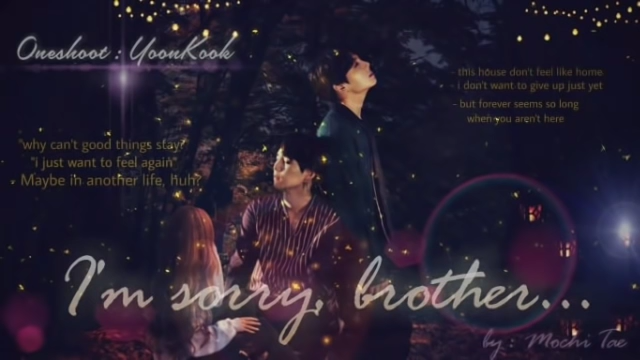 Oneshoot : YoonKook
this house don't feel like home
i don't want to give up just yet
- but forever seems so long
when you aren't here
"why can't good things stay?
"i just want to feel again"
Maybe in another life, huh?
I'm sorry, brother...
by : Mochi Tae